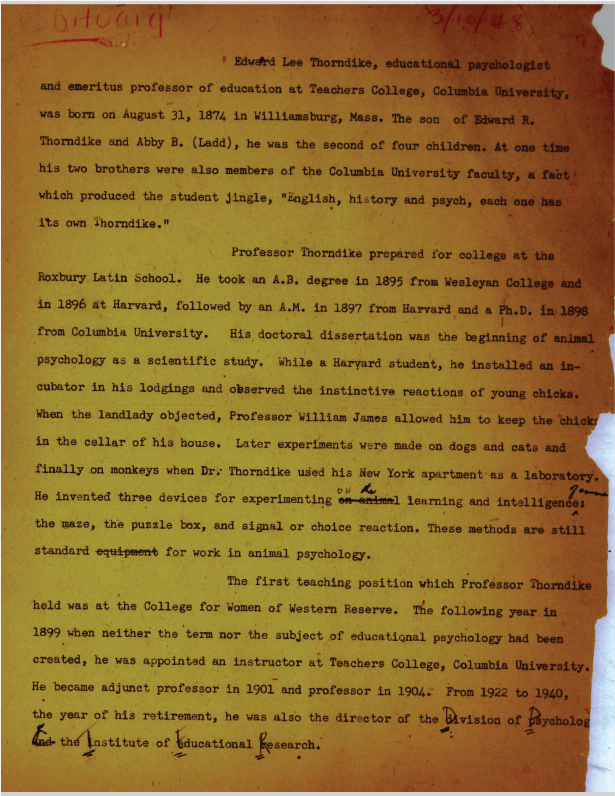 Obituary 3/10/48
Edward Lee Thorndike, educational psychologist
and emeritus professor of education at Teachers College, Columbia University,
was born on August 31, 1874 in Williamsburg, Mass. The son of Edward R.
Thorndike and Abby B. (Ladd), he was the second of four children. At one time
his two brothers were also members of the Columbia University faculty, a fact
which produced the student jingle, "English, history and psych, each one has
its own Thorndike."
Professor Thorndike prepared for college at the
Roxbury Latin School. He took an A.B. degree in 1895 from Wesleyan College and
in 1896 at Harvard, followed by an A.M. in 1897 from Harvard and a Ph.D. in 1898
from Columbia University. His doctoral dissertation was the beginning of animal
psychology as a scientific study. While a Harvard student, he installed an in-
cubator in his lodgings and observed the instinctive reactions of young chicks.
When the landlady objected, Professor William James allowed him to keep the chick
in the cellar of his house. Later experiments were made on dogs and cats and
finally on monkeys when Dr. Thorndike used his New York apartment as a laboratory.
on the
He invented three devices for experimenting on animal learning and intelligence:
the maze, the puzzle box, and signal or choice reaction. These methods are still
standard equipment for work in animal psychology.
The first teaching position which Professor Thorndike
held was at the College for Women of Western Reserve. The following year in
1899 when neither the term nor the subject of educational psychology had been
created, he was appointed an instructor at Teachers College, Columbia University.
He became adjunct professor in 1901 and professor in 1904. From 1922 to 1940,
the year of his retirement, he was also the director of the Division of Psycholog
and the Institute of Educational Research.